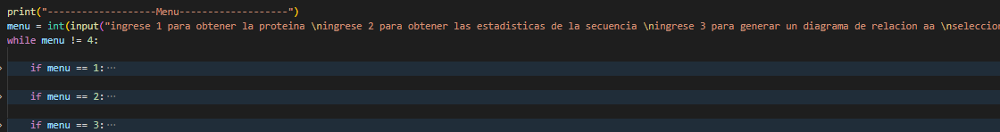 print("-------------------Menu-------------------")
menu = int(input("ingrese 1 para obtener la proteina \ningrese 2 para obtener las estadisticas de la secuencia \ningrese 3 para generar un diagrama de relacion aa \nseleccion
while menu != 4:
if menu == 1:···
if menu == 2:···
if menu == 3:···